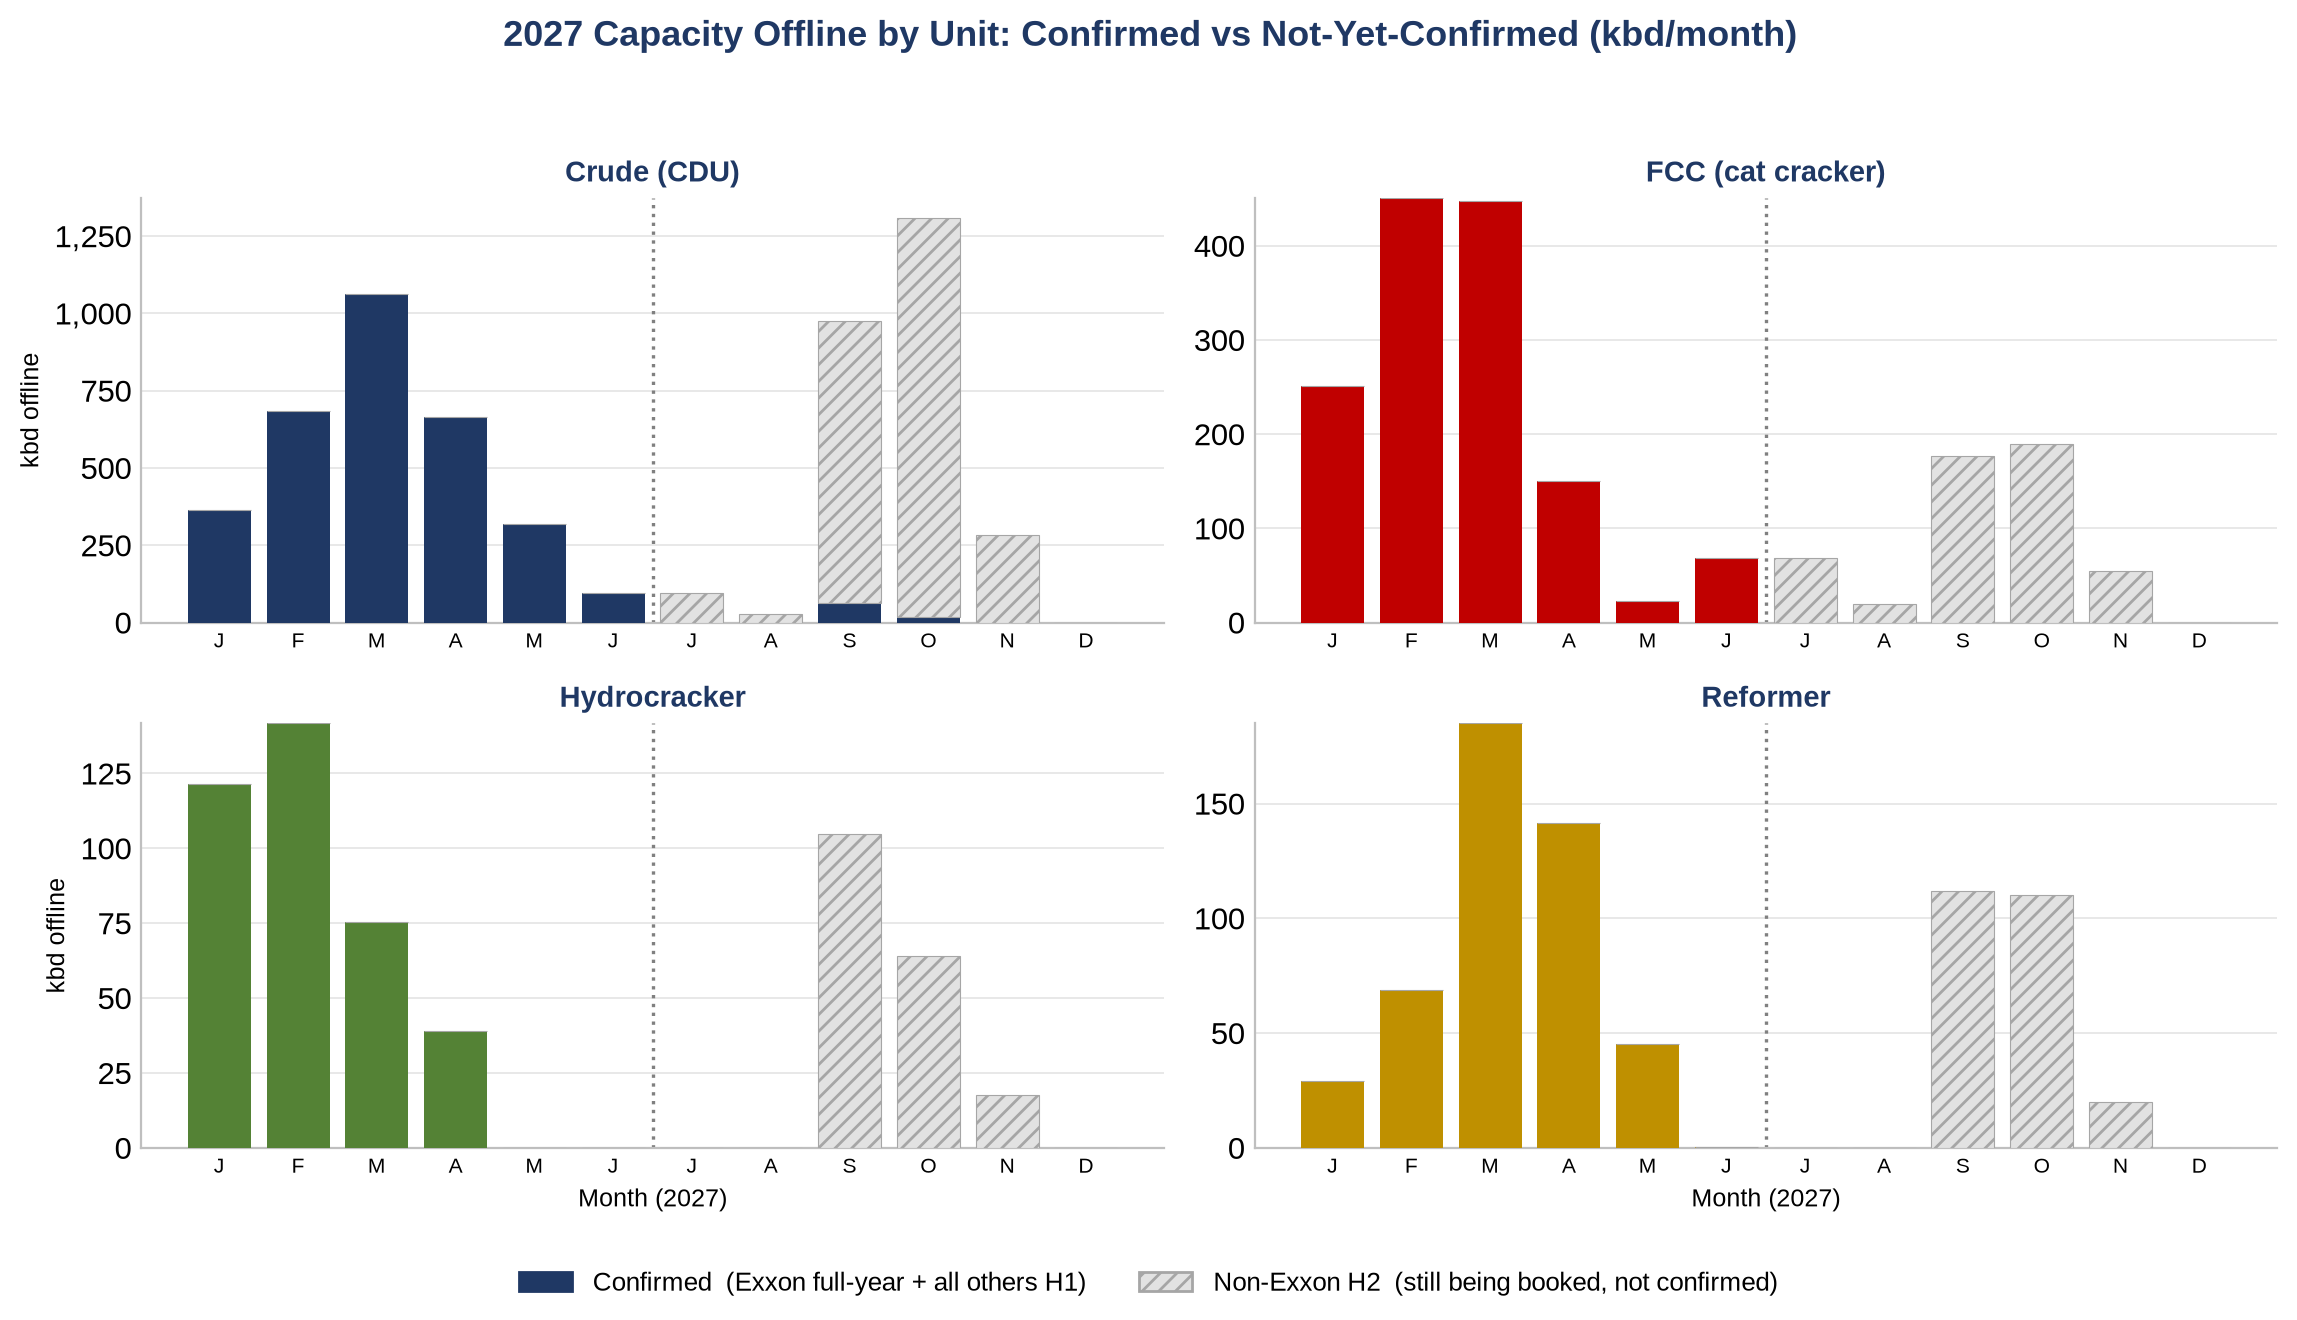 2027 Capacity Offline by Unit: Confirmed vs Not-Yet-Confirmed (kbd/month)
Crude (CDU)
kbd offline
1,250
1,000
750
500
250
0
J F M A M J J A S O N D
FCC (cat cracker)
400
300
200
100
0
J F M A M J J A S O N D
Hydrocracker
kbd offline
125
100
75
50
25
0
J F M A M J J A S O N D
Month (2027)
Reformer
150
100
50
0
J F M A M J J A S O N D
Month (2027)
Confirmed (Exxon full-year + all others H1)
Non-Exxon H2 (still being booked, not confirmed)